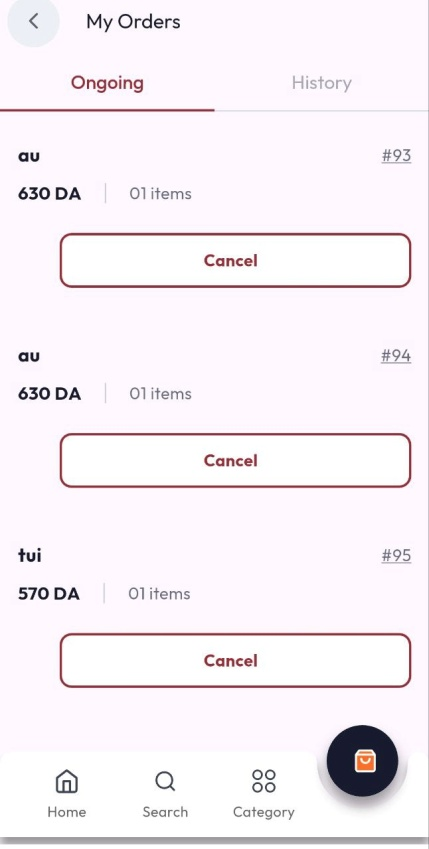 My Orders
Ongoing History
au #93
630 DA 01 items
Cancel
au #94
630 DA 01 items
Cancel
tui #95
570 DA 01 items
Cancel
Home Search Category